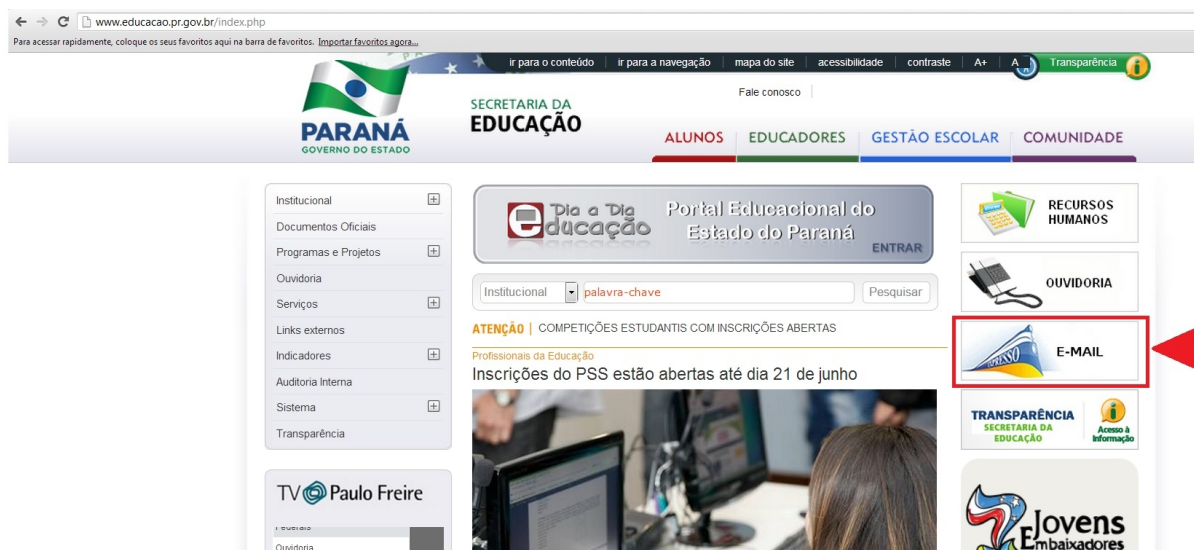 www.educacao.pr.gov.br/index.php
Para acessar rapidamente, coloque os seus favoritos aqui na barra de favoritos. Importar favoritos agora...
ir para o conteúdo | ir para a navegação | mapa do site | acessibilidade | contraste | A+ | A
Transparência
Fale conosco
PARANÁ
GOVERNO DO ESTADO
SECRETARIA DA
EDUCAÇÃO
ALUNOS
EDUCADORES
GESTÃO ESCOLAR
COMUNIDADE
Institucional
Documentos Oficiais
Programas e Projetos
Ouvidoria
Serviços
Links externos
Indicadores
Auditoria Interna
Sistema
Transparência
TV Paulo Freire
Federais
Ouvidoria
Dia a Dia
educação
Portal Educacional do
Estado do Paraná
ENTRAR
Institucional
palavra-chave
Pesquisar
ATENÇÃO | COMPETIÇÕES ESTUDANTIS COM INSCRIÇÕES ABERTAS
Profissionais da Educação
Inscrições do PSS estão abertas até dia 21 de junho
RECURSOS
HUMANOS
OUVIDORIA
EXPRESSO
E-MAIL
TRANSPARÊNCIA
SECRETARIA DA
EDUCAÇÃO
Acesso à
Informação
Jovens
Embaixadores